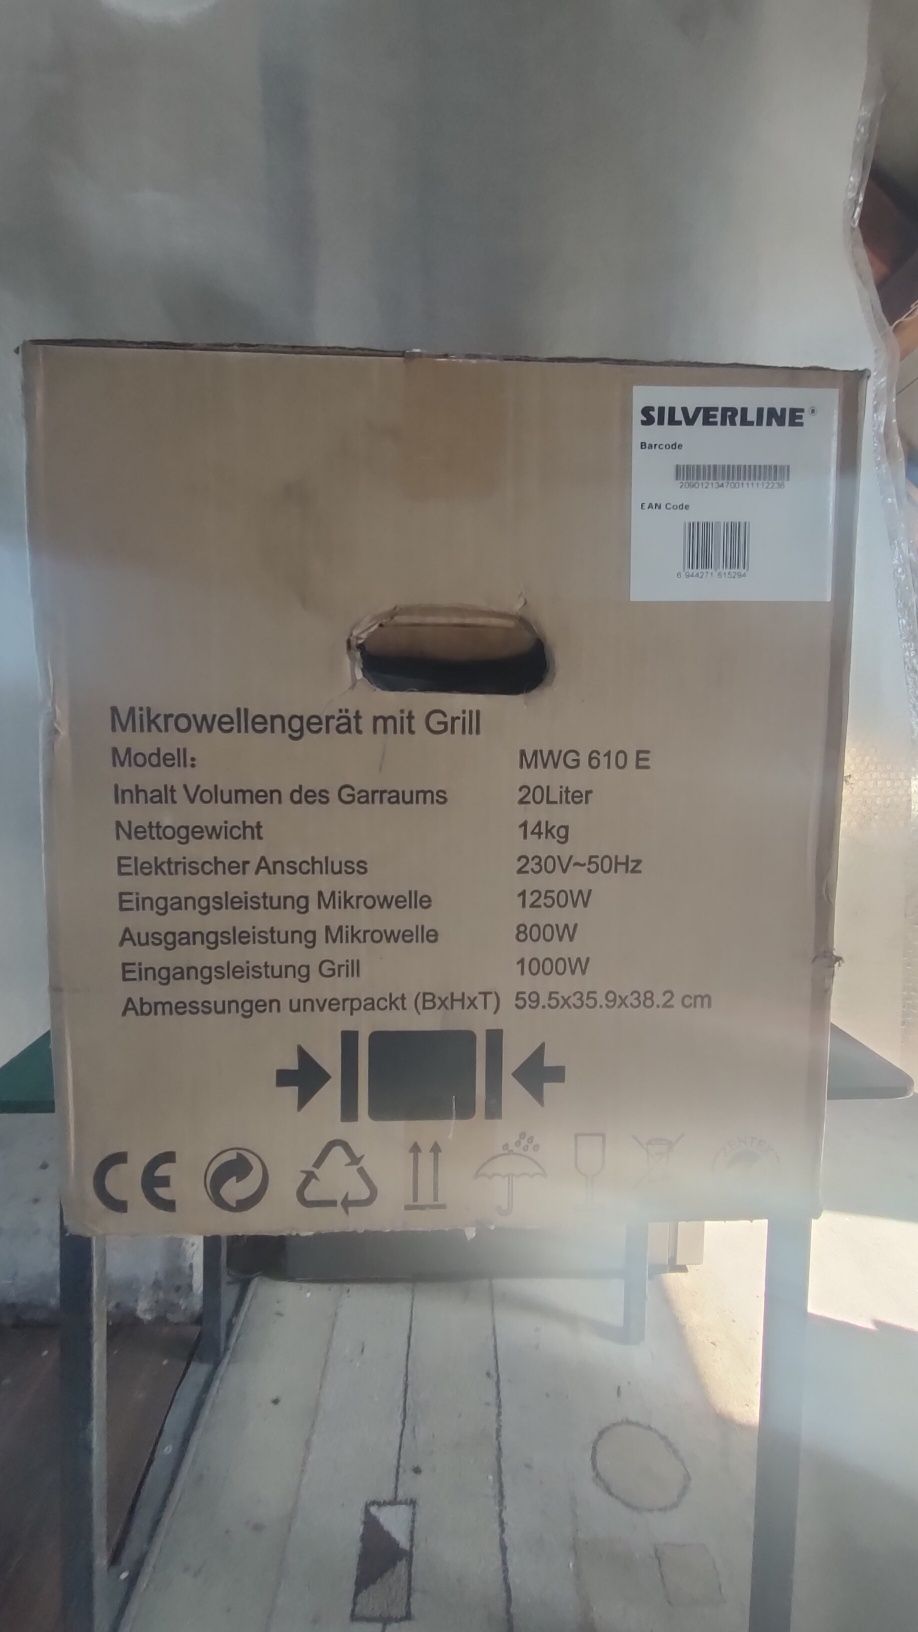 SILVERLINE®
Barcode
EAN Code
6 944271 615294
Mikrowellengerät mit Grill
Modell: MWG 610 E
Inhalt Volumen des Garraums 20Liter
Nettogewicht 14kg
Elektrischer Anschluss 230V~50Hz
Eingangsleistung Mikrowelle 1250W
Ausgangsleistung Mikrowelle 800W
Eingangsleistung Grill 1000W
Abmessungen unverpackt (BxHxT) 59.5x35.9x38.2 cm
CE